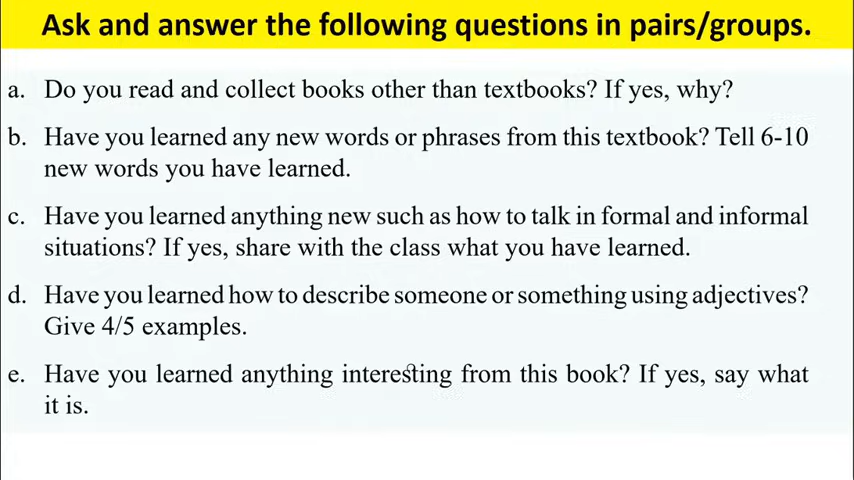 Ask and answer the following questions in pairs/groups.
a. Do you read and collect books other than textbooks? If yes, why?
b. Have you learned any new words or phrases from this textbook? Tell 6-10
new words you have learned.
c. Have you learned anything new such as how to talk in formal and informal
situations? If yes, share with the class what you have learned.
d. Have you learned how to describe someone or something using adjectives?
Give 4/5 examples.
e. Have you learned anything interesting from this book? If yes, say what
it is.